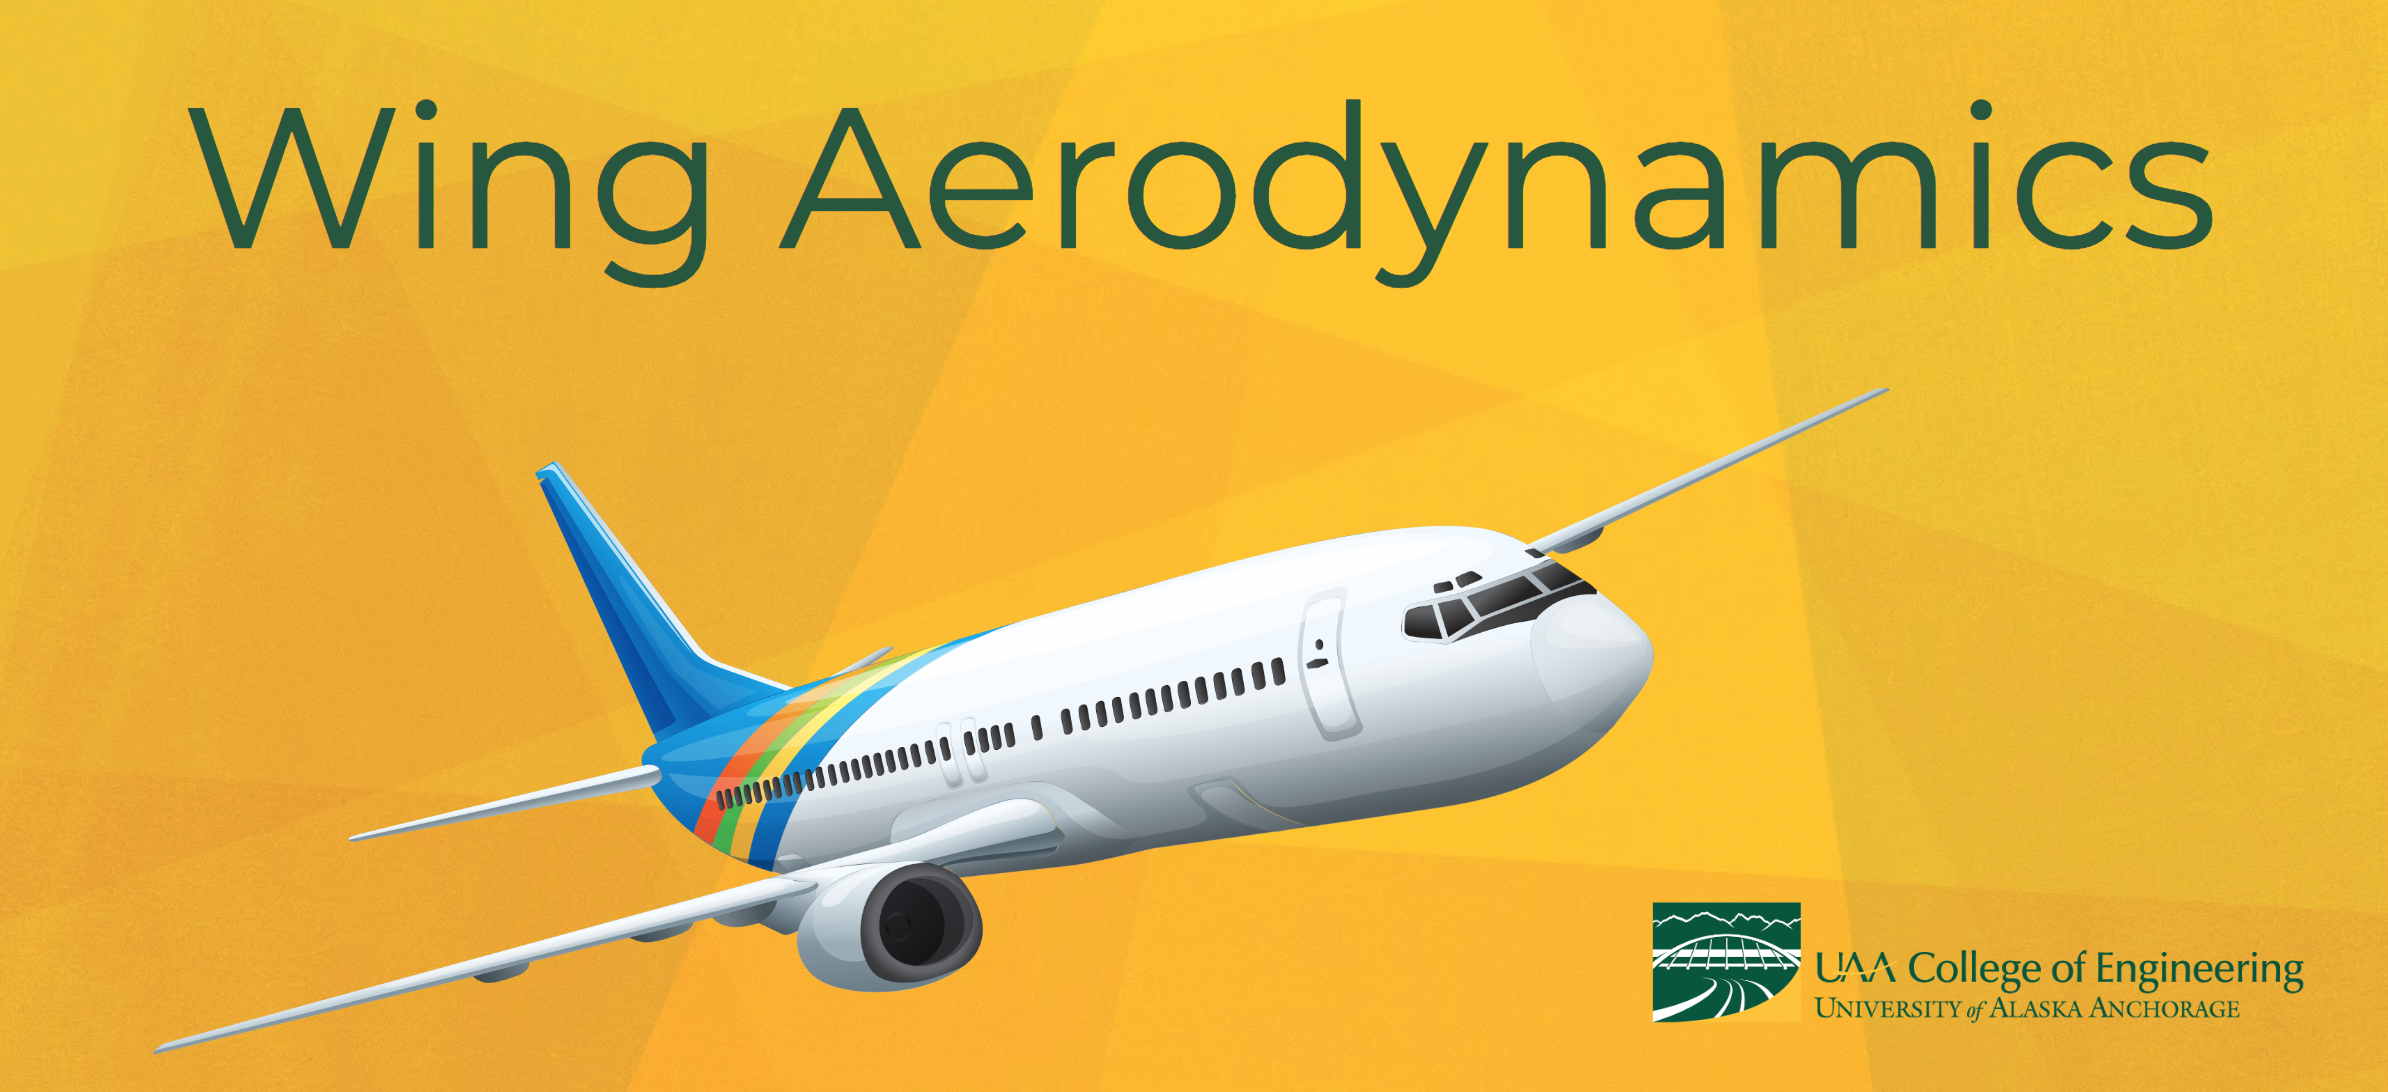 Wing Aerodynamics
UAA College of Engineering
UNIVERSITY of ALASKA ANCHORAGE